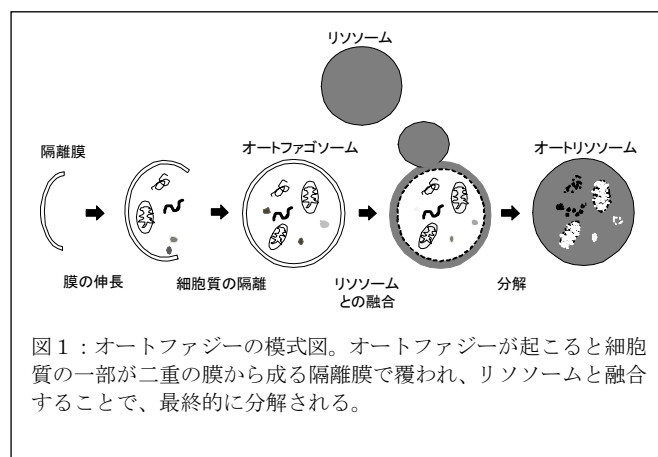 リソソーム
隔離膜
オートファゴソーム
オートリソソーム
膜の伸長
細胞質の隔離
リソソーム
との融合
分解
図1：オートファジーの模式図。オートファジーが起こると細胞
質の一部が二重の膜から成る隔離膜で覆われ、リソソームと融合
することで、最終的に分解される。